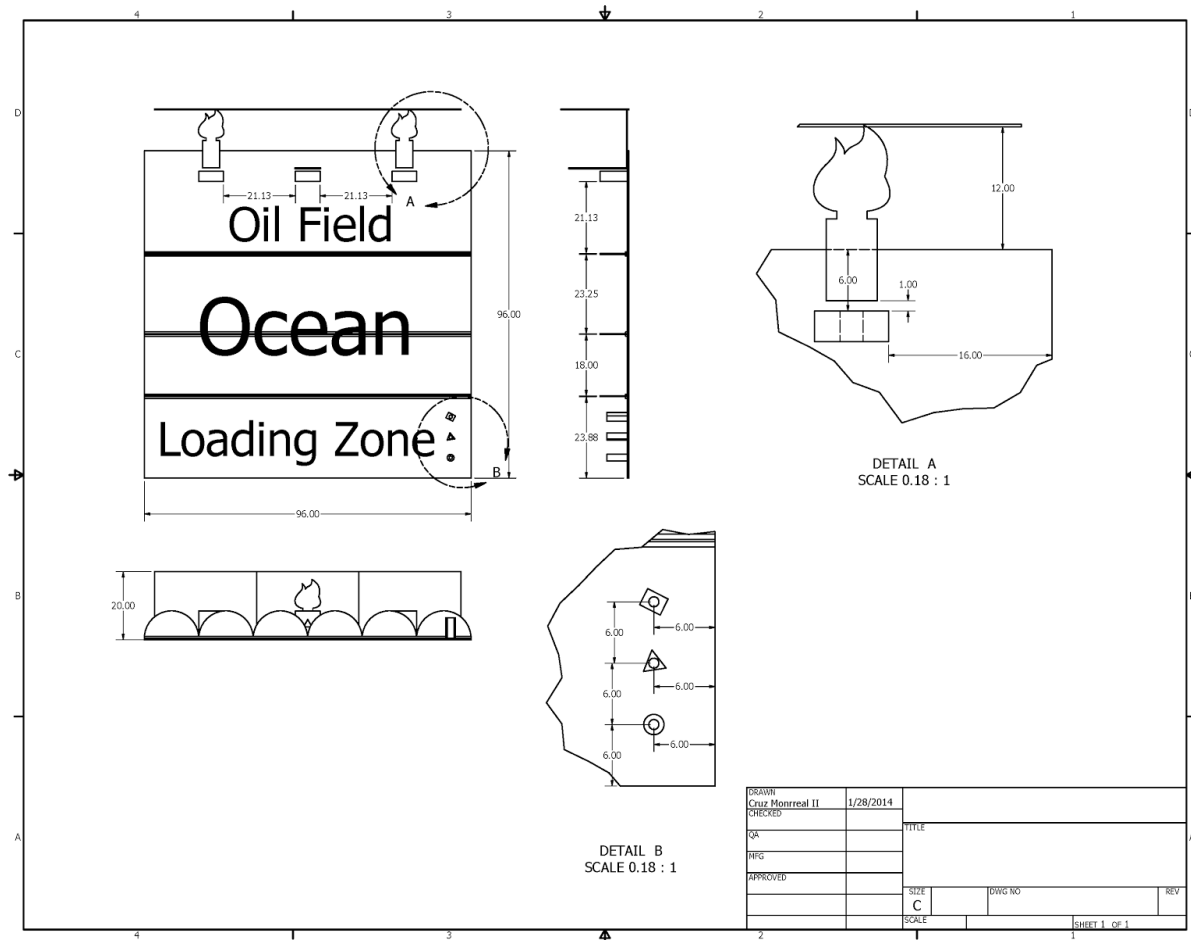 4 3 2 1
D D
C C
B B
A A
4 3 2 1
A
21.13 21.13
Oil Field
Ocean
Loading Zone
B
96.00
96.00
21.13
23.25
18.00
23.88
12.00
6.00
1.00
16.00
DETAIL A
SCALE 0.18 : 1
20.00
6.00
6.00
6.00
6.00
6.00
6.00
DETAIL B
SCALE 0.18 : 1
DRAWN
Cruz Monrreal II 1/28/2014
CHECKED
QA
MFG
APPROVED
TITLE
SIZE
C
DWG NO
REV
SCALE
SHEET 1 OF 1